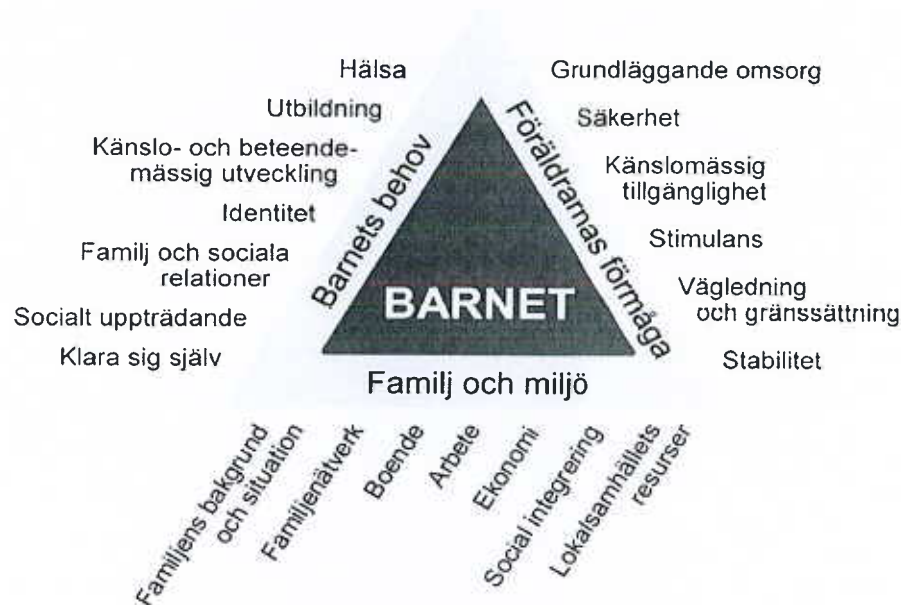 Hälsa
Utbildning
Känslo- och beteende-
mässig utveckling
Identitet
Familj och sociala
relationer
Socialt uppträdande
Klara sig själv
Barnets behov
BARNET
Föräldrarnas förmåga
Grundläggande omsorg
Säkerhet
Känslomässig
tillgänglighet
Stimulans
Vägledning
och gränssättning
Stabilitet
Familj och miljö
Familjens bakgrund
och situation
Familjenätverk
Boende
Arbete
Ekonomi
Social integrering
Lokalsamhällets
resurser